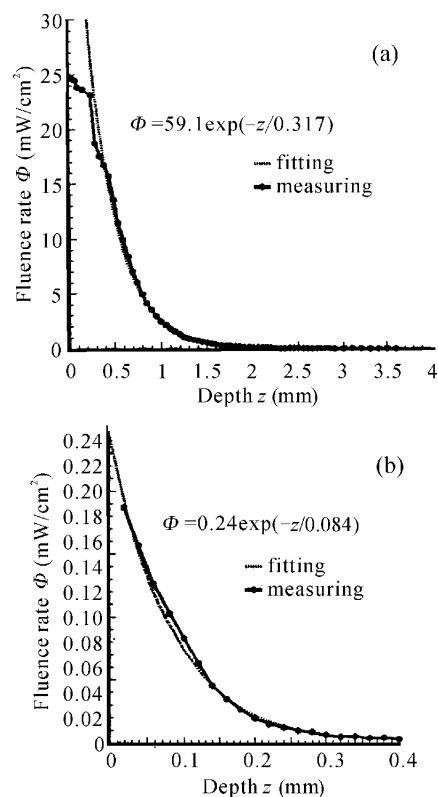 (a)
Φ =59.1exp(−z/0.317)
fitting
measuring
Fluence rate Φ (mW/cm²)
30
25
20
15
10
5
0
0 0.5 1.0 1.5 2.0 2.5 3.0 3.5 4
Depth z (mm)
(b)
Φ =0.24exp(−z/0.084)
fitting
measuring
Fluence rate Φ (mW/cm²)
0.24
0.22
0.20
0.18
0.16
0.14
0.12
0.10
0.08
0.06
0.04
0.02
0
0 0.1 0.2 0.3 0.4
Depth z (mm)